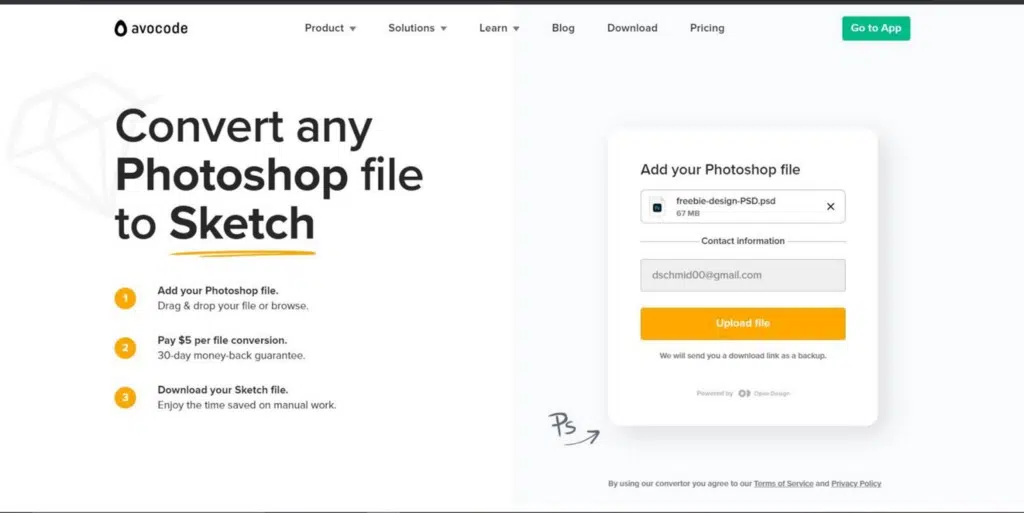 avocode
Product
Solutions
Learn
Blog
Download
Pricing
Go to App
Convert any
Photoshop file
to Sketch
1
Add your Photoshop file.
Drag & drop your file or browse.
2
Pay $5 per file conversion.
30-day money-back guarantee.
3
Download your Sketch file.
Enjoy the time saved on manual work.
Add your Photoshop file
freebie-design-PSD.psd
67 MB
Contact information
dschmid00@gmail.com
Upload file
We will send you a download link as a backup.
Powered by Open Design
Ps
By using our convertor you agree to our Terms of Service and Privacy Policy